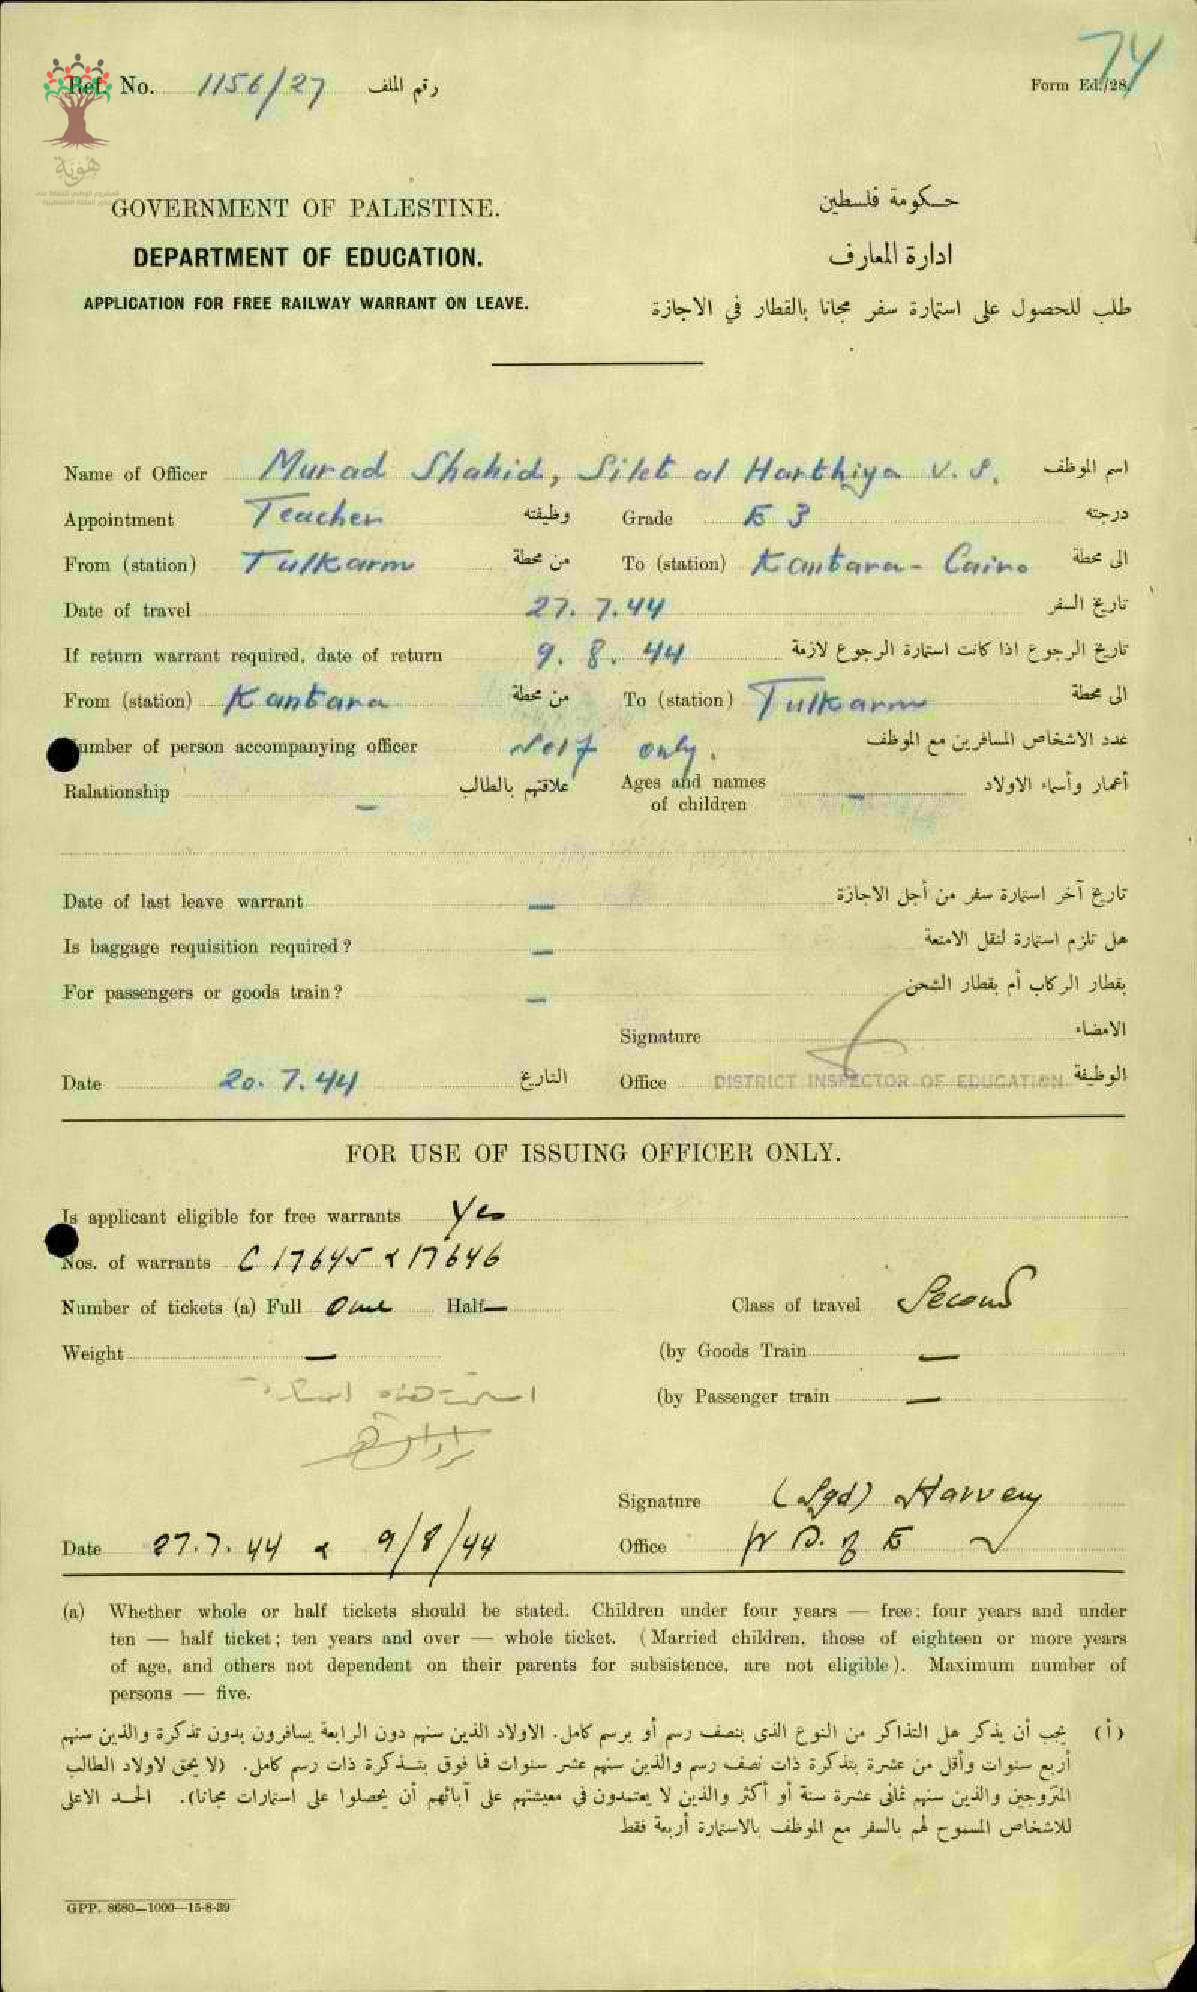 74
Ref. No. 1156/27 رقم الملف
Form Ed./28.
هوية
GOVERNMENT OF PALESTINE. حكومة فلسطين
DEPARTMENT OF EDUCATION. ادارة المعارف
APPLICATION FOR FREE RAILWAY WARRANT ON LEAVE. طلب للحصول على استمارة سفر مجانا بالقطار في الاجازة
Name of Officer Murad Shahid, Silet al Harthiya V. S. اسم الموظف
Appointment Teacher وظيفته Grade E 3 درجته
From (station) Tulkarm من محطة To (station) Kantara - Cairo الى محطة
Date of travel 27. 7. 44 تاريخ السفر
If return warrant required, date of return 9. 8. 44 تاريخ الرجوع اذا كانت استمارة الرجوع لازمة
From (station) Kantara من محطة To (station) Tulkarm الى محطة
Number of person accompanying officer Self only. عدد الاشخاص المسافرين مع الموظف
Ralationship – علاقتهم بالطالب Ages and names of children – أعمار وأسماء الاولاد
Date of last leave warrant – تاريخ آخر استمارة سفر من أجل الاجازة
Is baggage requisition required? – هل تلزم استمارة لنقل الامتعة
For passengers or goods train? – بقطار الركاب أم بقطار الشحن
Signature الامضاء
Date 20. 7. 44 التاريخ Office DISTRICT INSPECTOR OF EDUCATION الوظيفة
FOR USE OF ISSUING OFFICER ONLY.
Is applicant eligible for free warrants Yes
Nos. of warrants C 17645 & 17646
Number of tickets (a) Full One Half – Class of travel Second
Weight – (by Goods Train –
(by Passenger train –
استلمت هذه الاستمارة
Signature (Sgd) Harvey
Date 27.7.44 & 9/8/44 Office
(a) Whether whole or half tickets should be stated. Children under four years — free; four years and under
ten — half ticket; ten years and over — whole ticket. (Married children, those of eighteen or more years
of age, and others not dependent on their parents for subsistence, are not eligible). Maximum number of
persons — five.
(أ) يجب أن يذكر هل التذاكر من النوع الذى بنصف رسم أو برسم كامل. الاولاد الذين سنهم دون الرابعة يسافرون بدون تذكرة والذين سنهم
أربع سنوات وأقل من عشرة بتذكرة ذات نصف رسم والذين سنهم عشر سنوات فما فوق بتذكرة ذات رسم كامل. (لا يحق لاولاد الطالب
المتزوجين والذين سنهم ثمانى عشرة سنة أو أكثر والذين لا يعتمدون في معيشتهم على آبائهم أن يحصلوا على استمارات مجانا). الحد الاعلى
للاشخاص المسموح لهم بالسفر مع الموظف بالاستمارة أربعة فقط
GPP. 8680—1000—15-8-39